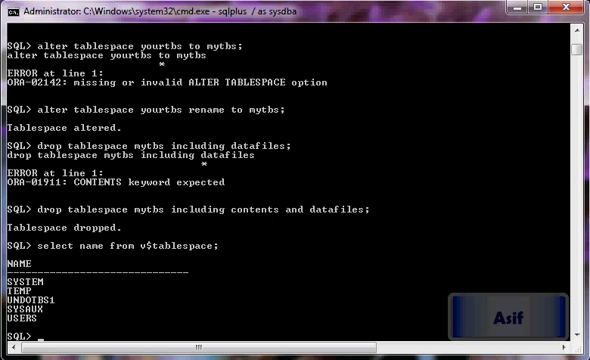 Administrator: C:\Windows\system32\cmd.exe - sqlplus / as sysdba
SQL> alter tablespace yourtbs to mytbs;
alter tablespace yourtbs to mytbs
*
ERROR at line 1:
ORA-02142: missing or invalid ALTER TABLESPACE option
SQL> alter tablespace yourtbs rename to mytbs;
Tablespace altered.
SQL> drop tablespace mytbs including datafiles;
drop tablespace mytbs including datafiles
*
ERROR at line 1:
ORA-01911: CONTENTS keyword expected
SQL> drop tablespace mytbs including contents and datafiles;
Tablespace dropped.
SQL> select name from v$tablespace;
NAME
------------------------------
SYSTEM
TEMP
UNDOTBS1
SYSAUX
USERS
SQL> _
Asif